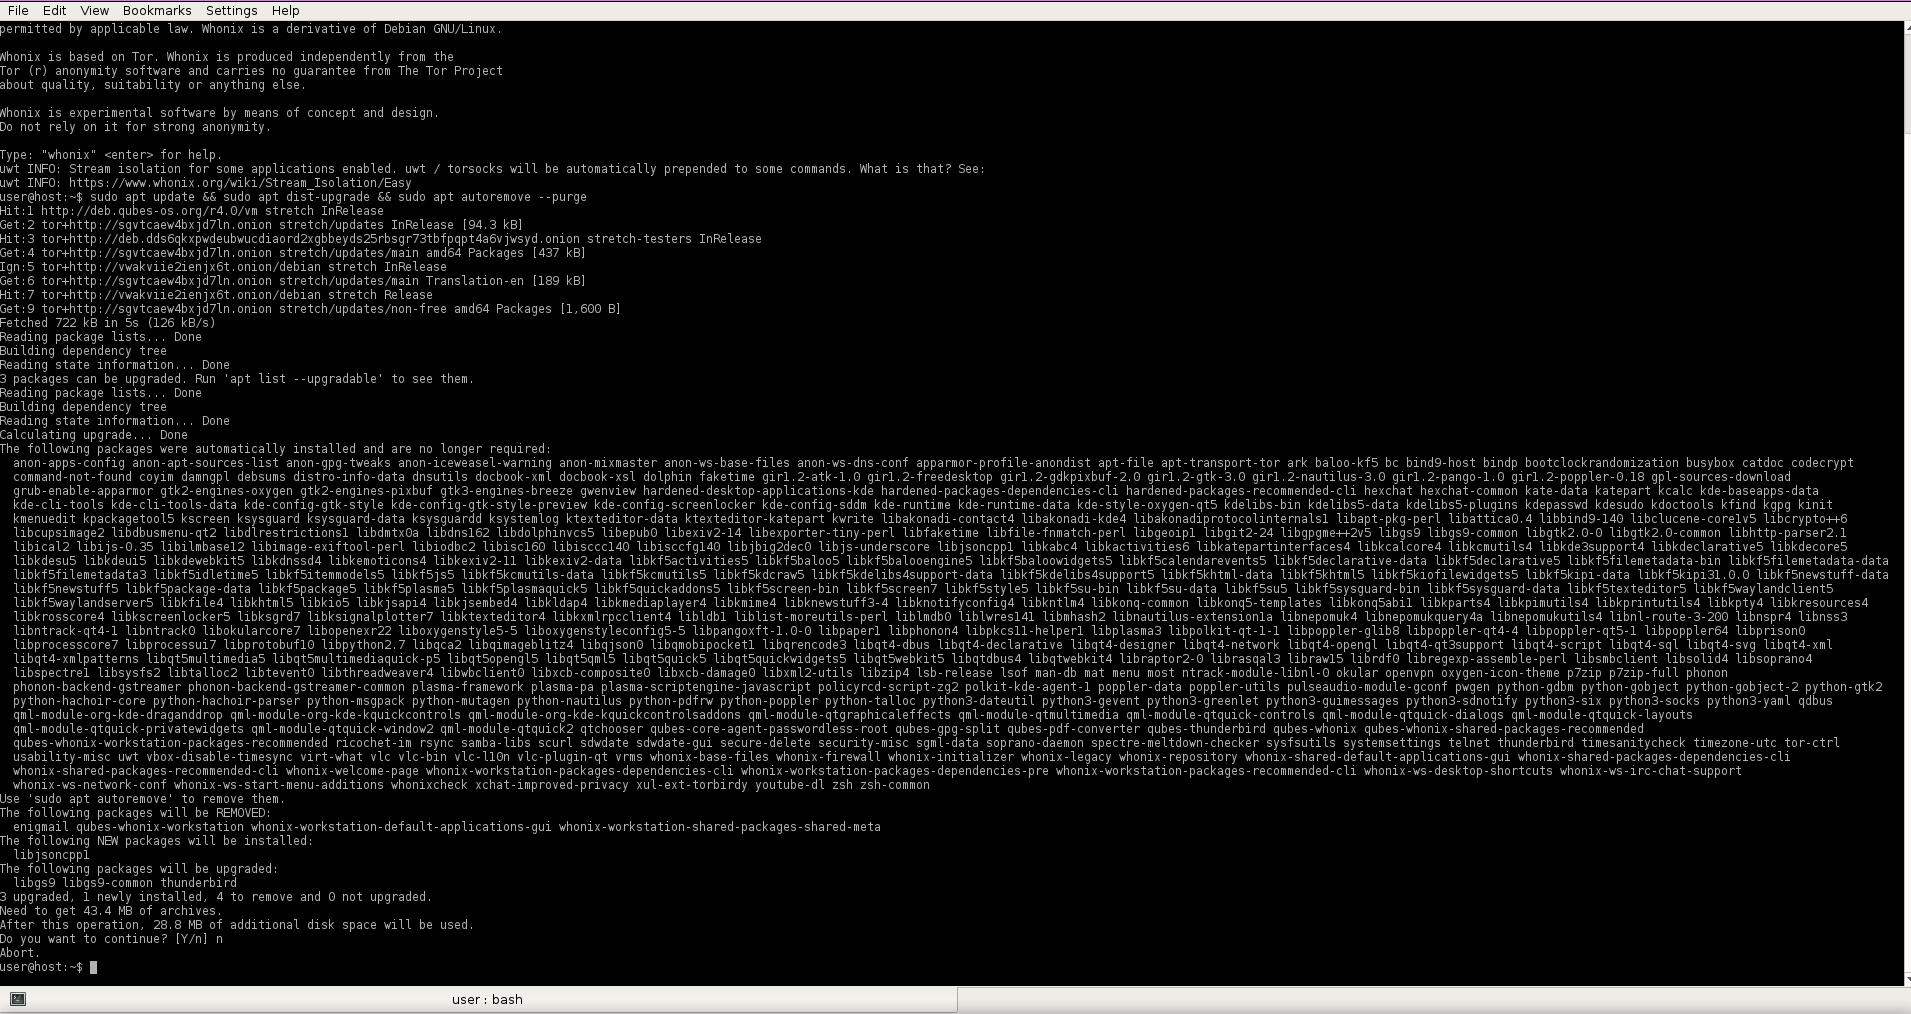 File Edit View Bookmarks Settings Help
permitted by applicable law. Whonix is a derivative of Debian GNU/Linux.
Whonix is based on Tor. Whonix is produced independently from the
Tor (r) anonymity software and carries no guarantee from The Tor Project
about quality, suitability or anything else.
Whonix is experimental software by means of concept and design.
Do not rely on it for strong anonymity.
Type: "whonix" <enter> for help.
uwt INFO: Stream isolation for some applications enabled. uwt / torsocks will be automatically prepended to some commands. What is that? See:
uwt INFO: https://www.whonix.org/wiki/Stream_Isolation/Easy
user@host:~$ sudo apt update && sudo apt dist-upgrade && sudo apt autoremove --purge
Hit:1 http://deb.qubes-os.org/r4.0/vm stretch InRelease
Get:2 tor+http://sgvtcaew4bxjd7ln.onion stretch/updates InRelease [94.3 kB]
Hit:3 tor+http://deb.dds6qkxpwdeubwucdiaord2xgbbeyds25rbsgr73tbfpqpt4a6vjwsyd.onion stretch-testers InRelease
Get:4 tor+http://sgvtcaew4bxjd7ln.onion stretch/updates/main amd64 Packages [437 kB]
Ign:5 tor+http://vwakviie2ienjx6t.onion/debian stretch InRelease
Get:6 tor+http://sgvtcaew4bxjd7ln.onion stretch/updates/main Translation-en [189 kB]
Hit:7 tor+http://vwakviie2ienjx6t.onion/debian stretch Release
Get:9 tor+http://sgvtcaew4bxjd7ln.onion stretch/updates/non-free amd64 Packages [1,600 B]
Fetched 722 kB in 5s (126 kB/s)
Reading package lists... Done
Building dependency tree
Reading state information... Done
3 packages can be upgraded. Run 'apt list --upgradable' to see them.
Reading package lists... Done
Building dependency tree
Reading state information... Done
Calculating upgrade... Done
The following packages were automatically installed and are no longer required:
anon-apps-config anon-apt-sources-list anon-gpg-tweaks anon-iceweasel-warning anon-mixmaster anon-ws-base-files anon-ws-dns-conf apparmor-profile-anondist apt-file apt-transport-tor ark baloo-kf5 bc bind9-host bindp bootclockrandomization busybox catdoc codecrypt
command-not-found coyim damngpl debsums distro-info-data dnsutils docbook-xml docbook-xsl dolphin faketime gir1.2-atk-1.0 gir1.2-freedesktop gir1.2-gdkpixbuf-2.0 gir1.2-gtk-3.0 gir1.2-nautilus-3.0 gir1.2-pango-1.0 gir1.2-poppler-0.18 gpl-sources-download
grub-enable-apparmor gtk2-engines-oxygen gtk2-engines-pixbuf gtk3-engines-breeze gwenview hardened-desktop-applications-kde hardened-packages-dependencies-cli hardened-packages-recommended-cli hexchat hexchat-common kate-data katepart kcalc kde-baseapps-data
kde-cli-tools kde-cli-tools-data kde-config-gtk-style kde-config-gtk-style-preview kde-config-screenlocker kde-config-sddm kde-runtime kde-runtime-data kde-style-oxygen-qt5 kdelibs-bin kdelibs5-data kdelibs5-plugins kdepasswd kdesudo kdoctools kfind kgpg kinit
kmenuedit kpackagetool5 kscreen ksysguard ksysguard-data ksysguardd ksystemlog ktexteditor-data ktexteditor-katepart kwrite libakonadi-contact4 libakonadi-kde4 libakonadiprotocolinternals1 libapt-pkg-perl libattica0.4 libbind9-140 libclucene-core1v5 libcrypto++6
libcupsimage2 libdbusmenu-qt2 libdlrestrictions1 libdmtx0a libdns162 libdolphinvcs5 libepub0 libexiv2-14 libexporter-tiny-perl libfaketime libfile-fnmatch-perl libgeoip1 libgit2-24 libgpgme++2v5 libgs9 libgs9-common libgtk2.0-0 libgtk2.0-common libhttp-parser2.1
libical2 libijs-0.35 libilmbase12 libimage-exiftool-perl libiodbc2 libisc160 libisccc140 libisccfg140 libjbig2dec0 libjs-underscore libjsoncpp1 libkabc4 libkactivities6 libkatepartinterfaces4 libkcalcore4 libkcmutils4 libkde3support4 libkdeclarative5 libkdecore5
libkdesu5 libkdeui5 libkdewebkit5 libkdnssd4 libkemoticons4 libkexiv2-11 libkexiv2-data libkf5activities5 libkf5baloo5 libkf5balooengine5 libkf5baloowidgets5 libkf5calendarevents5 libkf5declarative-data libkf5declarative5 libkf5filemetadata-bin libkf5filemetadata-data
libkf5filemetadata3 libkf5idletime5 libkf5itemmodels5 libkf5js5 libkf5kcmutils-data libkf5kcmutils5 libkf5kdcraw5 libkf5kdelibs4support-data libkf5kdelibs4support5 libkf5khtml-data libkf5khtml5 libkf5kiofilewidgets5 libkf5kipi-data libkf5kipi31.0.0 libkf5newstuff-data
libkf5newstuff5 libkf5package-data libkf5package5 libkf5plasma5 libkf5plasmaquick5 libkf5quickaddons5 libkf5screen-bin libkf5screen7 libkf5style5 libkf5su-bin libkf5su-data libkf5su5 libkf5sysguard-bin libkf5sysguard-data libkf5texteditor5 libkf5waylandclient5
libkf5waylandserver5 libkfile4 libkhtml5 libkio5 libkjsapi4 libkjsembed4 libkldap4 libkmediaplayer4 libkmime4 libknewstuff3-4 libknotifyconfig4 libkntlm4 libkonq-common libkonq5-templates libkonq5abi1 libkparts4 libkpimutils4 libkprintutils4 libkpty4 libkresources4
libkrosscore4 libkscreenlocker5 libksgrd7 libksignalplotter7 libktexteditor4 libkxmlrpcclient4 libldb1 liblist-moreutils-perl liblmdb0 liblwres141 libmhash2 libnautilus-extension1a libnepomuk4 libnepomukquery4a libnepomukutils4 libnl-route-3-200 libnspr4 libnss3
libntrack-qt4-1 libntrack0 libokularcore7 libopenexr22 liboxygenstyle5-5 liboxygenstyleconfig5-5 libpangoxft-1.0-0 libpaper1 libphonon4 libpkcs11-helper1 libplasma3 libpolkit-qt-1-1 libpoppler-glib8 libpoppler-qt4-4 libpoppler-qt5-1 libpoppler64 libprison0
libprocesscore7 libprocessui7 libprotobuf10 libpython2.7 libqca2 libqimageblitz4 libqjson0 libqmobipocket1 libqrencode3 libqt4-dbus libqt4-declarative libqt4-designer libqt4-network libqt4-opengl libqt4-qt3support libqt4-script libqt4-sql libqt4-svg libqt4-xml
libqt4-xmlpatterns libqt5multimedia5 libqt5multimediaquick-p5 libqt5opengl5 libqt5qml5 libqt5quick5 libqt5quickwidgets5 libqt5webkit5 libqtdbus4 libqtwebkit4 libraptor2-0 librasqal3 libraw15 librdf0 libregexp-assemble-perl libsmbclient libsolid4 libsoprano4
libspectre1 libsysfs2 libtalloc2 libtevent0 libthreadweaver4 libwbclient0 libxcb-composite0 libxcb-damage0 libxml2-utils libzip4 lsb-release lsof man-db mat menu most ntrack-module-libnl-0 okular openvpn oxygen-icon-theme p7zip p7zip-full phonon
phonon-backend-gstreamer phonon-backend-gstreamer-common plasma-framework plasma-pa plasma-scriptengine-javascript policyrcd-script-zg2 polkit-kde-agent-1 poppler-data poppler-utils pulseaudio-module-gconf pwgen python-gdbm python-gobject python-gobject-2 python-gtk2
python-hachoir-core python-hachoir-parser python-msgpack python-mutagen python-nautilus python-pdfrw python-poppler python-talloc python3-dateutil python3-gevent python3-greenlet python3-guimessages python3-sdnotify python3-six python3-socks python3-yaml qdbus
qml-module-org-kde-draganddrop qml-module-org-kde-kquickcontrols qml-module-org-kde-kquickcontrolsaddons qml-module-qtgraphicaleffects qml-module-qtmultimedia qml-module-qtquick-controls qml-module-qtquick-dialogs qml-module-qtquick-layouts
qml-module-qtquick-privatewidgets qml-module-qtquick-window2 qml-module-qtquick2 qtchooser qubes-core-agent-passwordless-root qubes-gpg-split qubes-pdf-converter qubes-thunderbird qubes-whonix qubes-whonix-shared-packages-recommended
qubes-whonix-workstation-packages-recommended ricochet-im rsync samba-libs scurl sdwdate sdwdate-gui secure-delete security-misc sgml-data soprano-daemon spectre-meltdown-checker sysfsutils systemsettings telnet thunderbird timesanitycheck timezone-utc tor-ctrl
usability-misc uwt vbox-disable-timesync virt-what vlc vlc-bin vlc-l10n vlc-plugin-qt vrms whonix-base-files whonix-firewall whonix-initializer whonix-legacy whonix-repository whonix-shared-default-applications-gui whonix-shared-packages-dependencies-cli
whonix-shared-packages-recommended-cli whonix-welcome-page whonix-workstation-packages-dependencies-cli whonix-workstation-packages-dependencies-pre whonix-workstation-packages-recommended-cli whonix-ws-desktop-shortcuts whonix-ws-irc-chat-support
whonix-ws-network-conf whonix-ws-start-menu-additions whonixcheck xchat-improved-privacy xul-ext-torbirdy youtube-dl zsh zsh-common
Use 'sudo apt autoremove' to remove them.
The following packages will be REMOVED:
enigmail qubes-whonix-workstation whonix-workstation-default-applications-gui whonix-workstation-shared-packages-shared-meta
The following NEW packages will be installed:
libjsoncpp1
The following packages will be upgraded:
libgs9 libgs9-common thunderbird
3 upgraded, 1 newly installed, 4 to remove and 0 not upgraded.
Need to get 43.4 MB of archives.
After this operation, 28.8 MB of additional disk space will be used.
Do you want to continue? [Y/n] n
Abort.
user@host:~$
user : bash